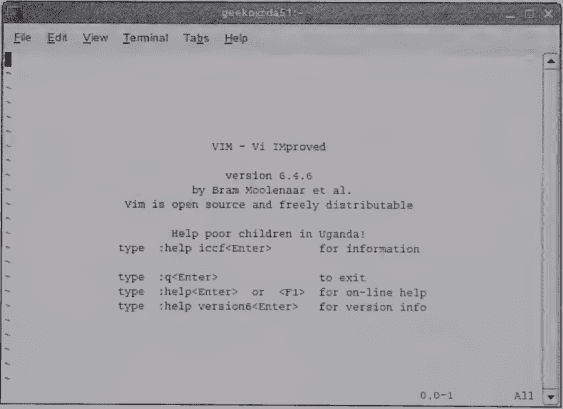 geeko@da51:~
File Edit View Terminal Tabs Help
~
~
~
~
~
VIM - Vi IMproved
~
version 6.4.6
by Bram Moolenaar et al.
Vim is open source and freely distributable
~
Help poor children in Uganda!
type :help iccf<Enter> for information
~
type :q<Enter> to exit
type :help<Enter> or <F1> for on-line help
type :help version6<Enter> for version info
~
~
~
~
~
0,0-1 All